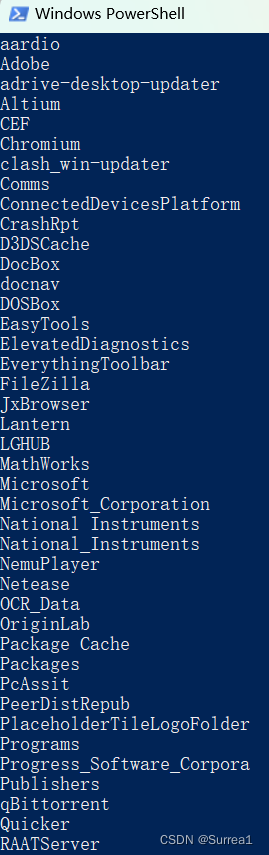 Windows PowerShell
aardio
Adobe
adrive-desktop-updater
Altium
CEF
Chromium
clash_win-updater
Comms
ConnectedDevicesPlatform
CrashRpt
D3DSCache
DocBox
docnav
DOSBox
EasyTools
ElevatedDiagnostics
EverythingToolbar
FileZilla
JxBrowser
Lantern
LGHUB
MathWorks
Microsoft
Microsoft_Corporation
National Instruments
National_Instruments
NemuPlayer
Netease
OCR_Data
OriginLab
Package Cache
Packages
PcAssit
PeerDistRepub
PlaceholderTileLogoFolder
Programs
Progress_Software_Corpora
Publishers
qBittorrent
Quicker
RAATServer
CSDN @Surrea1